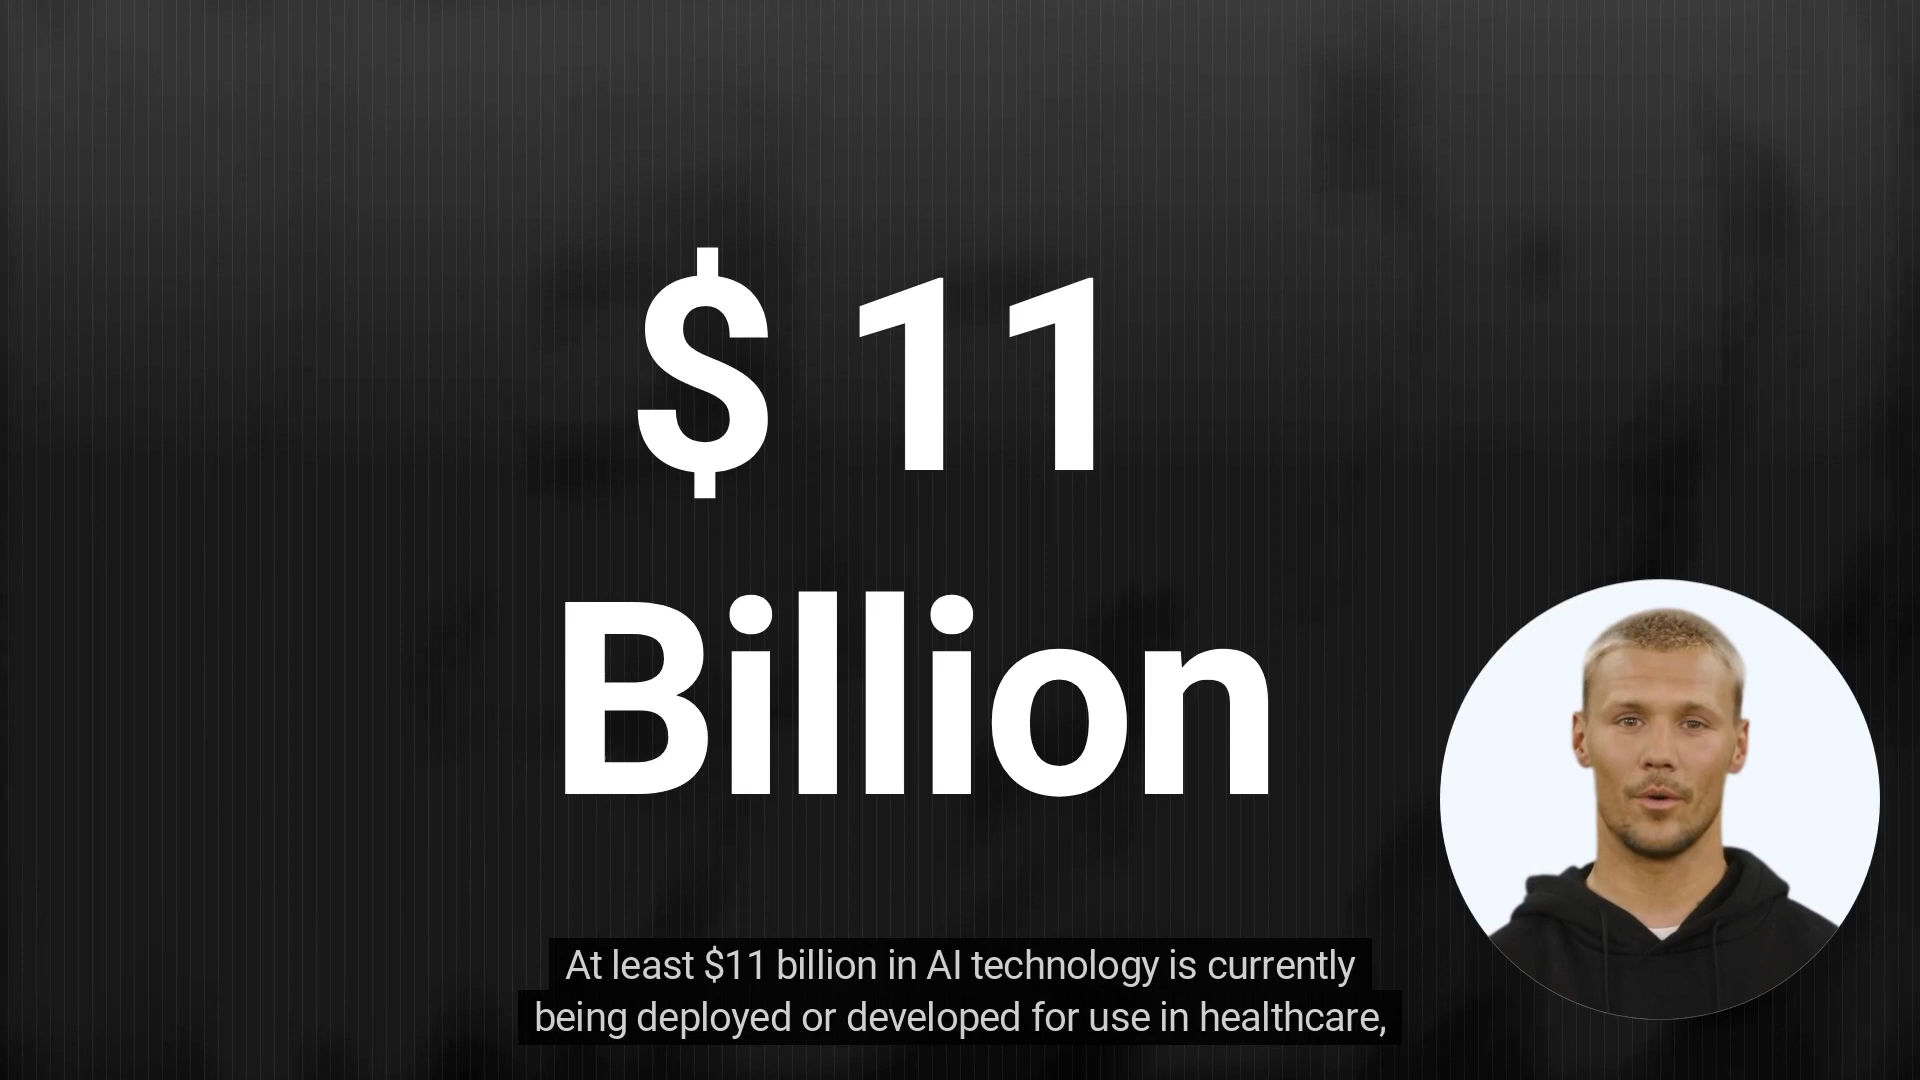 $ 11
Billion
At least $11 billion in AI technology is currently
being deployed or developed for use in healthcare,